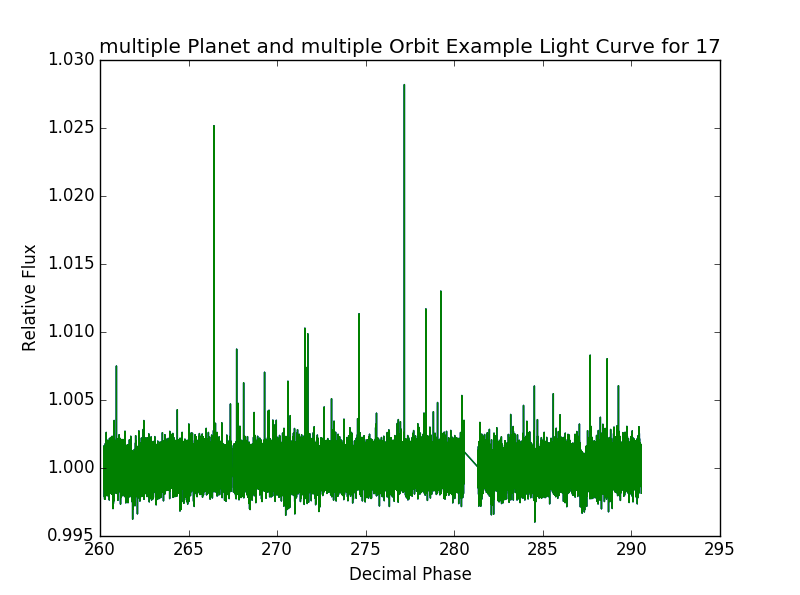 multiple Planet and multiple Orbit Example Light Curve for 17
1.030
1.025
1.020
1.015
1.010
1.005
1.000
0.995
Relative Flux
260 265 270 275 280 285 290 295
Decimal Phase